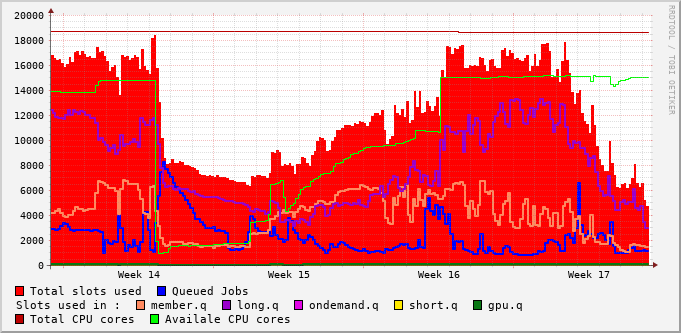 RRDTOOL / TOBI OETIKER
20000
18000
16000
14000
12000
10000
8000
6000
4000
2000
0
Week 14 Week 15 Week 16 Week 17
Total slots used Queued Jobs
Slots used in : member.q long.q ondemand.q short.q gpu.q
Total CPU cores Availale CPU cores